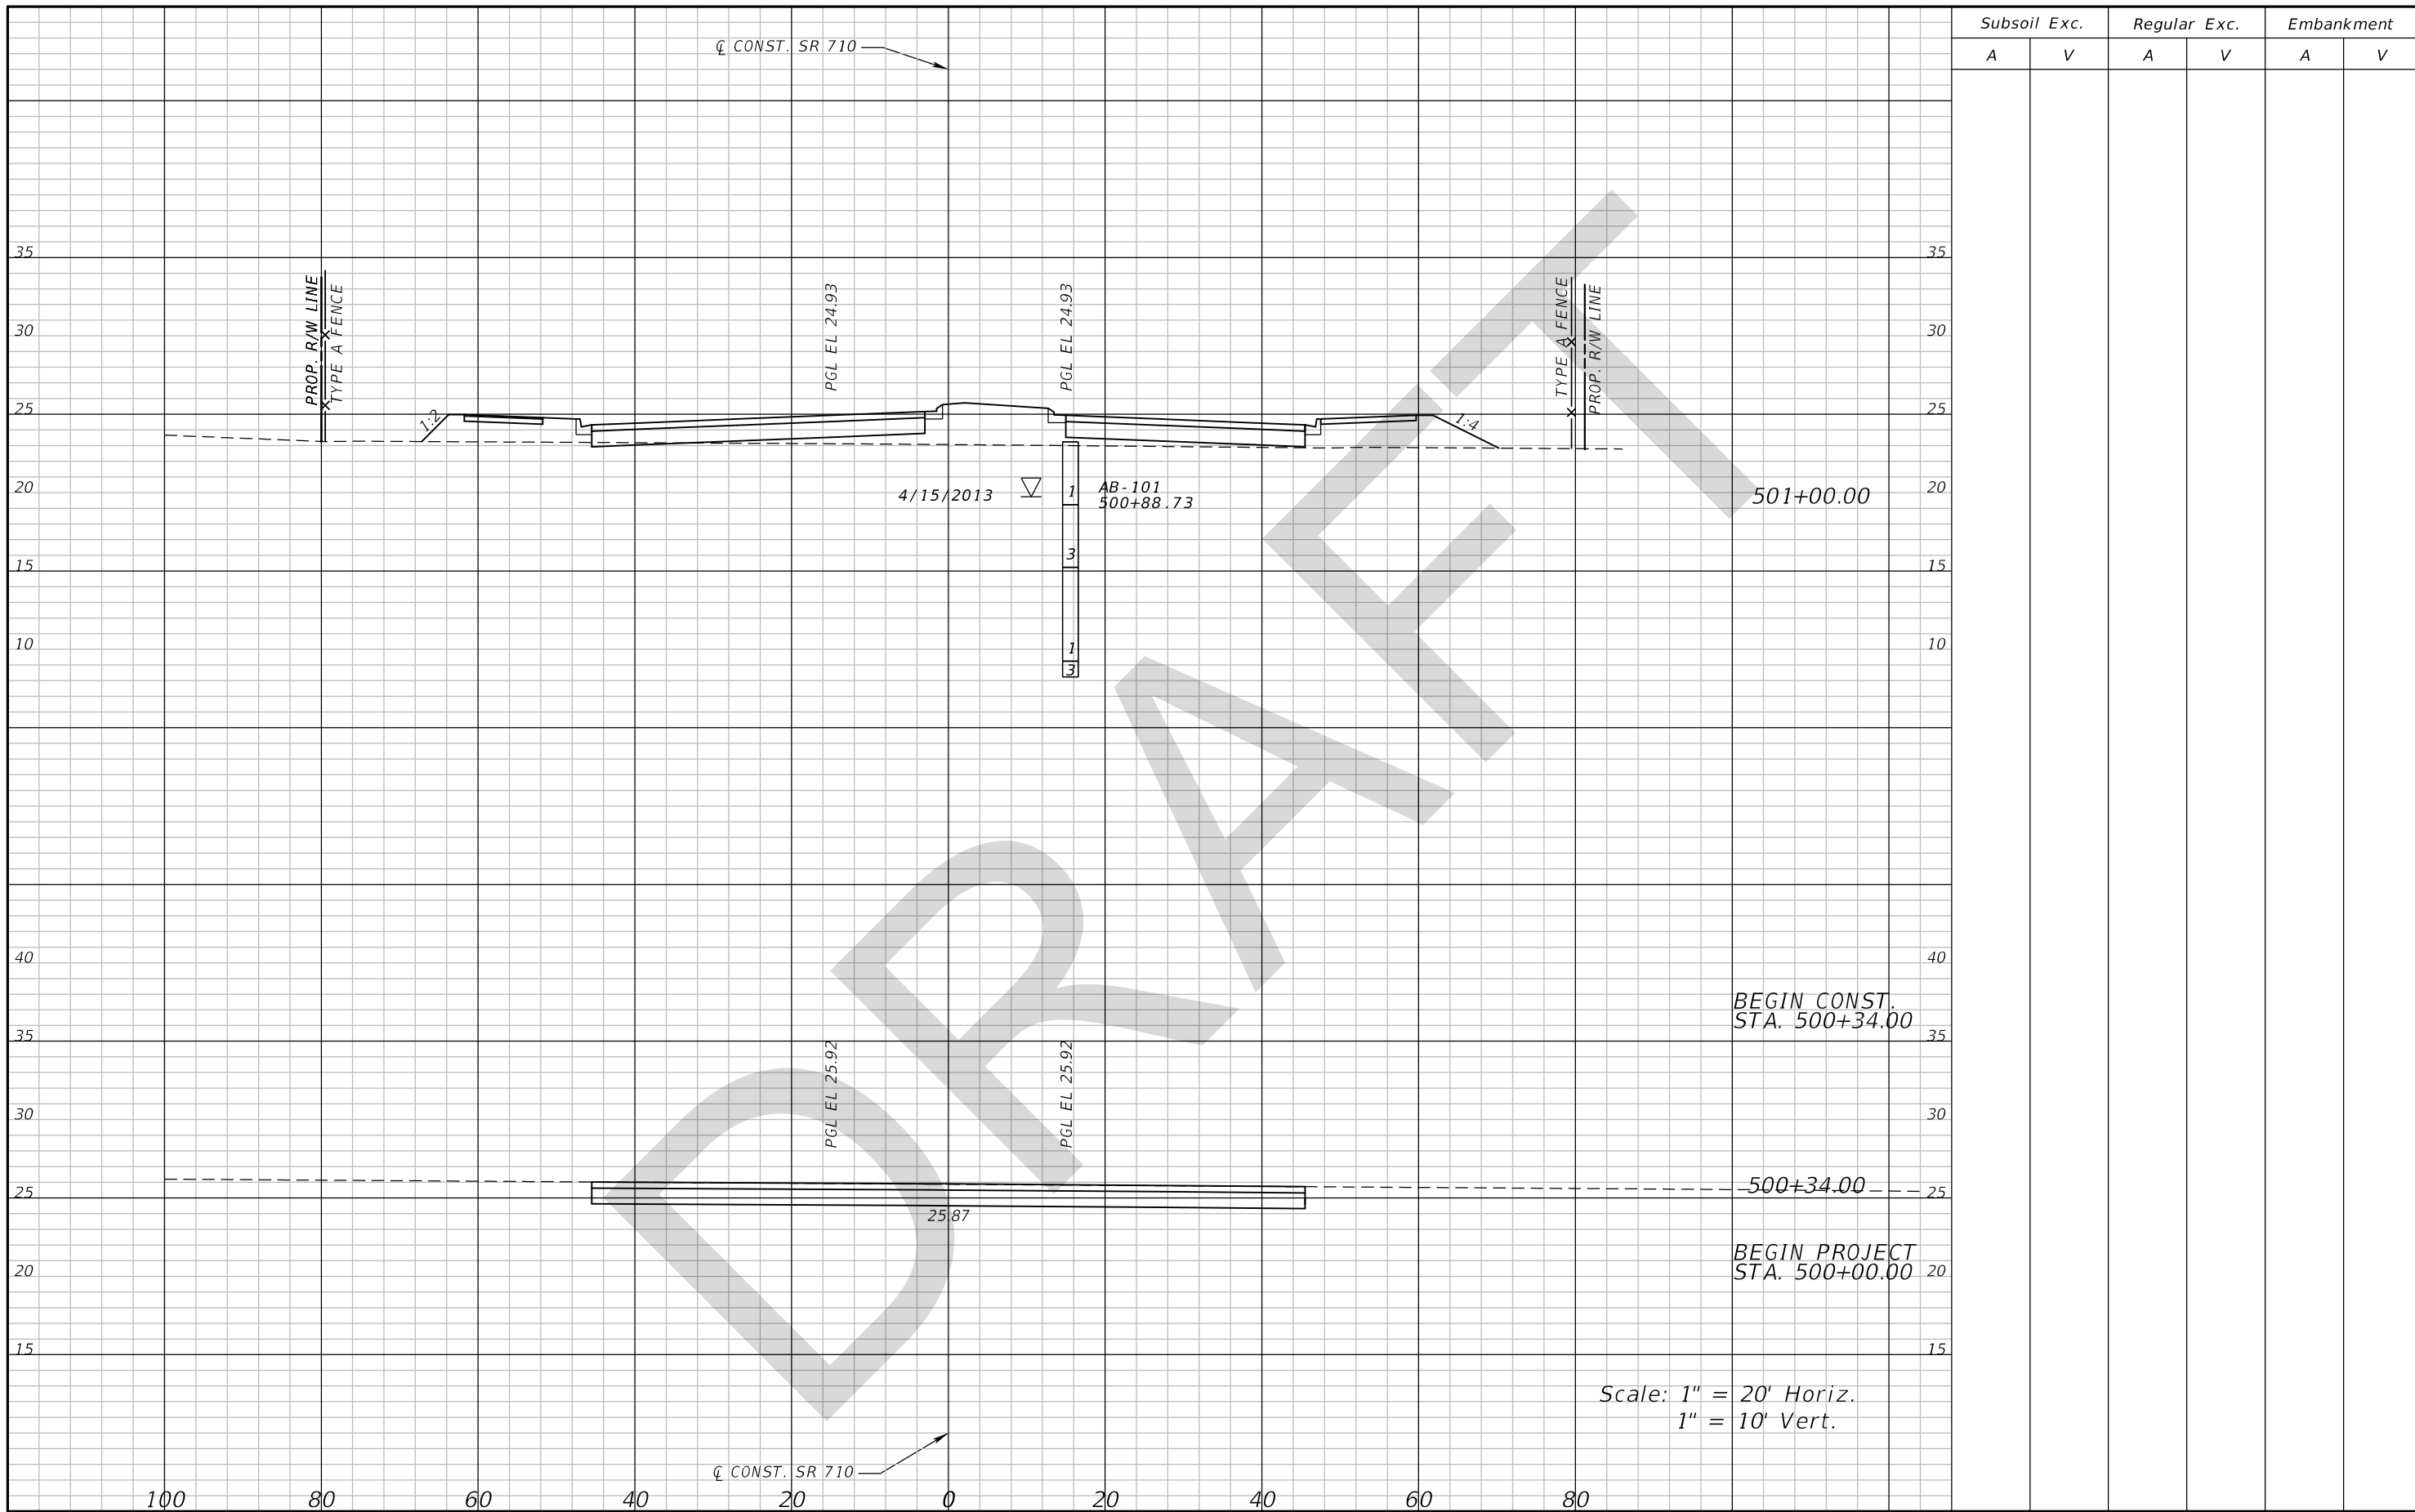 Subsoil Exc. Regular Exc. Embankment
A V A V A V
℄ CONST. SR 710
35 35
PROP. R/W LINE
TYPE A FENCE
PGL EL 24.93
PGL EL 24.93
TYPE A FENCE
PROP. R/W LINE
30 30
25 25
1:2
1:4
20 20
4/15/2013
1
AB-101
500+88.73
501+00.00
3
15 15
10 10
1
3
DRAFT
40 40
BEGIN CONST.
STA. 500+34.00
35 35
PGL EL 25.92
PGL EL 25.92
30 30
25 25
500+34.00
25.87
BEGIN PROJECT
STA. 500+00.00
20 20
15 15
Scale: 1" = 20' Horiz.
1" = 10' Vert.
℄ CONST. SR 710
100 80 60 40 20 0 20 40 60 80